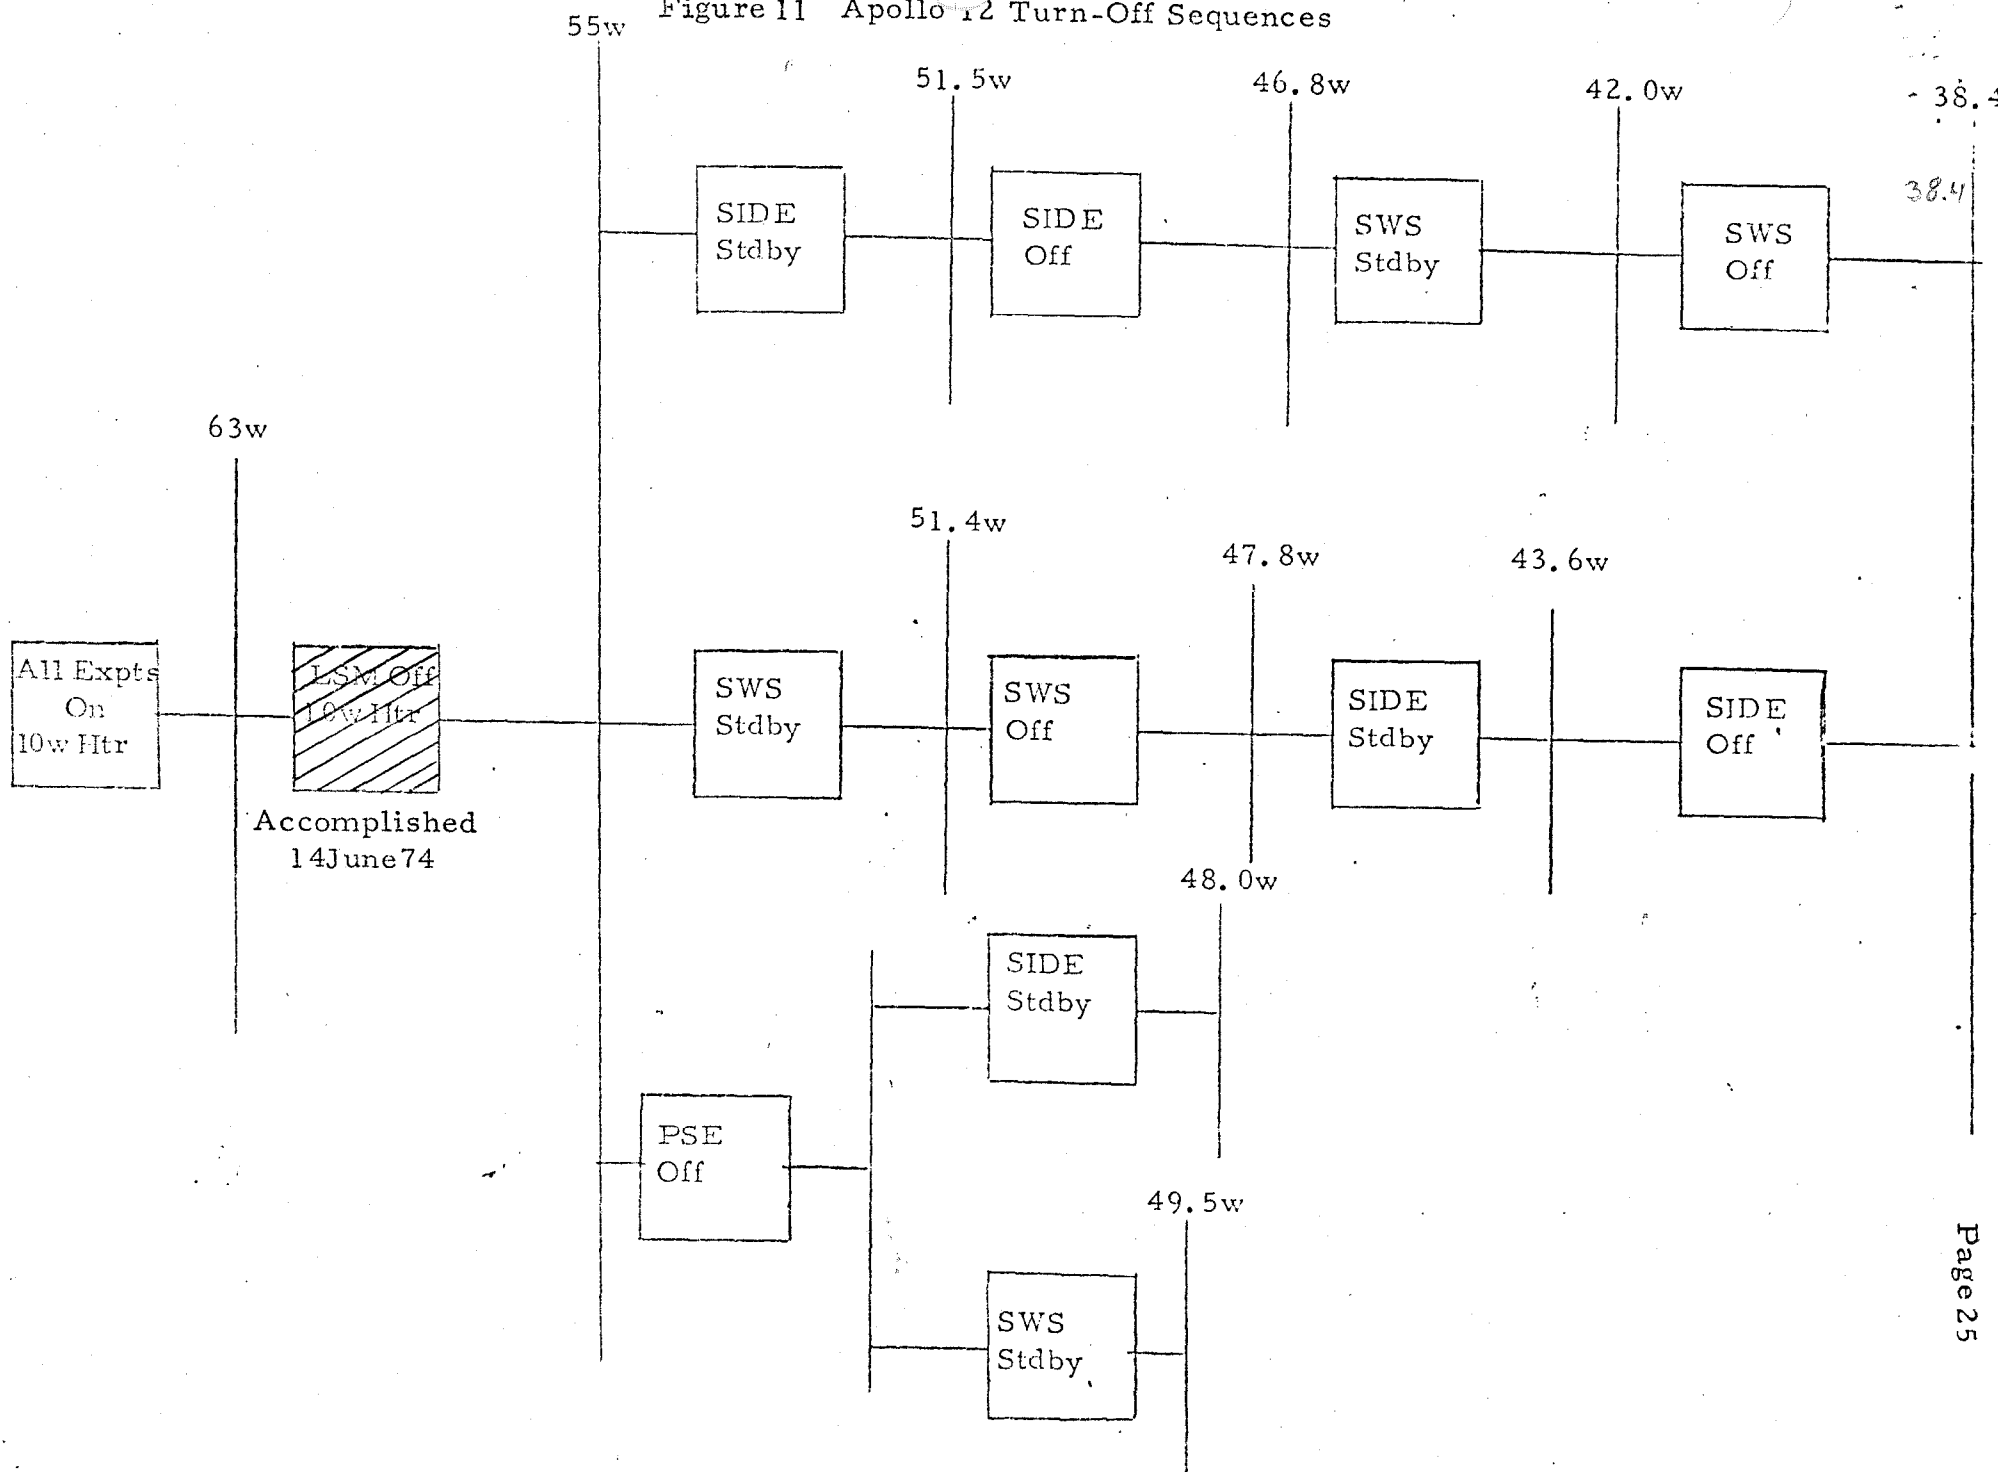 Figure 11 Apollo 12 Turn-Off Sequences
55w
51.5w
46.8w
42.0w
38.4
38.4
SIDE
Stdby
SIDE
Off
SWS
Stdby
SWS
Off
63w
51.4w
47.8w
43.6w
All Expts
On
10w Htr
LSM Off
10w Htr
Accomplished
14June74
SWS
Stdby
SWS
Off
SIDE
Stdby
SIDE
Off
48.0w
SIDE
Stdby
PSE
Off
49.5w
SWS
Stdby
Page 25